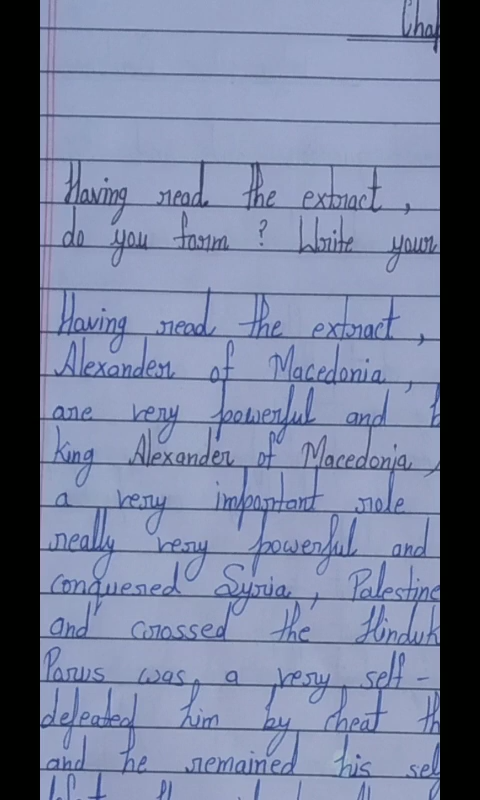 Chap
Having read the extract,
do you form ? Write your
Having read the extract,
Alexander of Macedonia,
are very powerful and
king Alexander of Macedonia,
a very important role
really very powerful and
conquered Syria, Palestine
and crossed the Hinduk
Porus was, a very self-
defeated him by cheat th
and he remained his sel